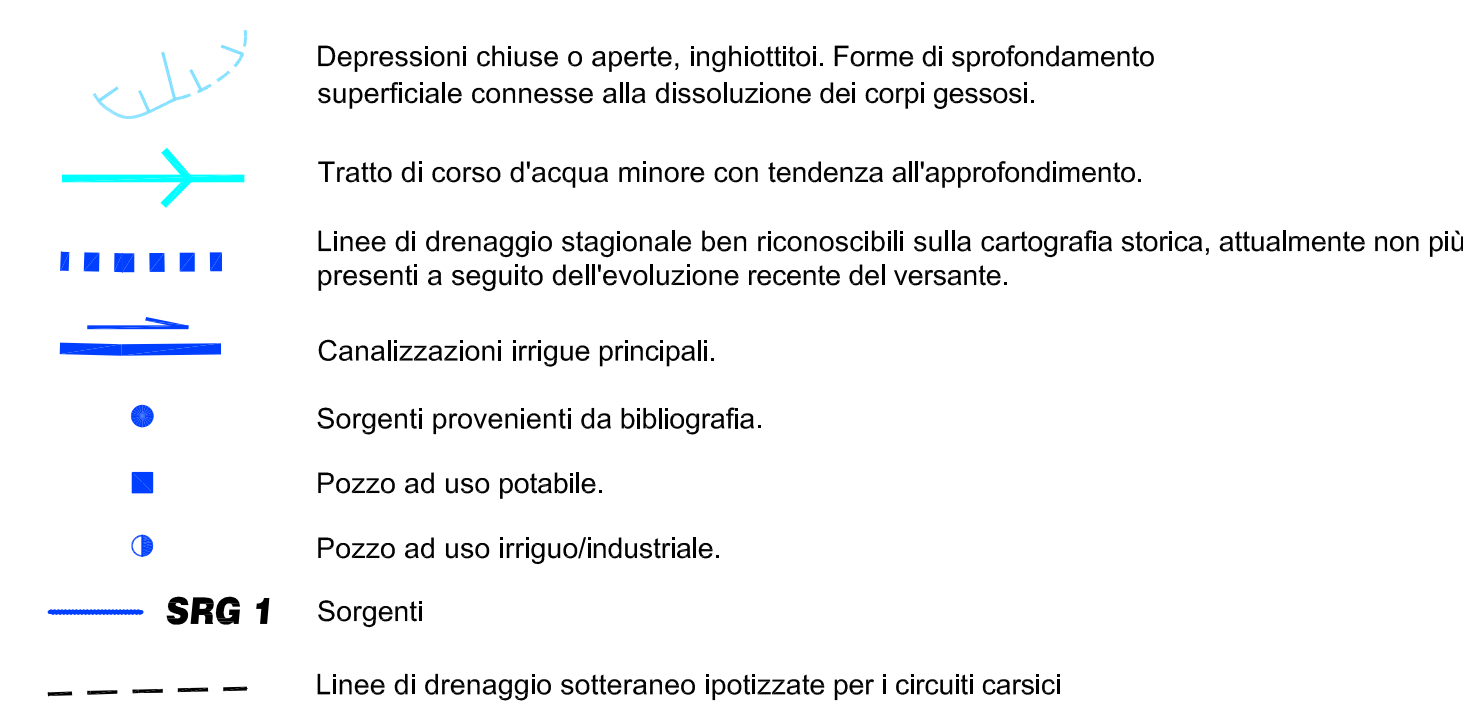 Depressioni chiuse o aperte, inghiottitoi. Forme di sprofondamento
superficiale connesse alla dissoluzione dei corpi gessosi.
Tratto di corso d'acqua minore con tendenza all'approfondimento.
Linee di drenaggio stagionale ben riconoscibili sulla cartografia storica, attualmente non più
presenti a seguito dell'evoluzione recente del versante.
Canalizzazioni irrigue principali.
Sorgenti provenienti da bibliografia.
Pozzo ad uso potabile.
Pozzo ad uso irriguo/industriale.
SRG 1 Sorgenti
Linee di drenaggio sotteraneo ipotizzate per i circuiti carsici